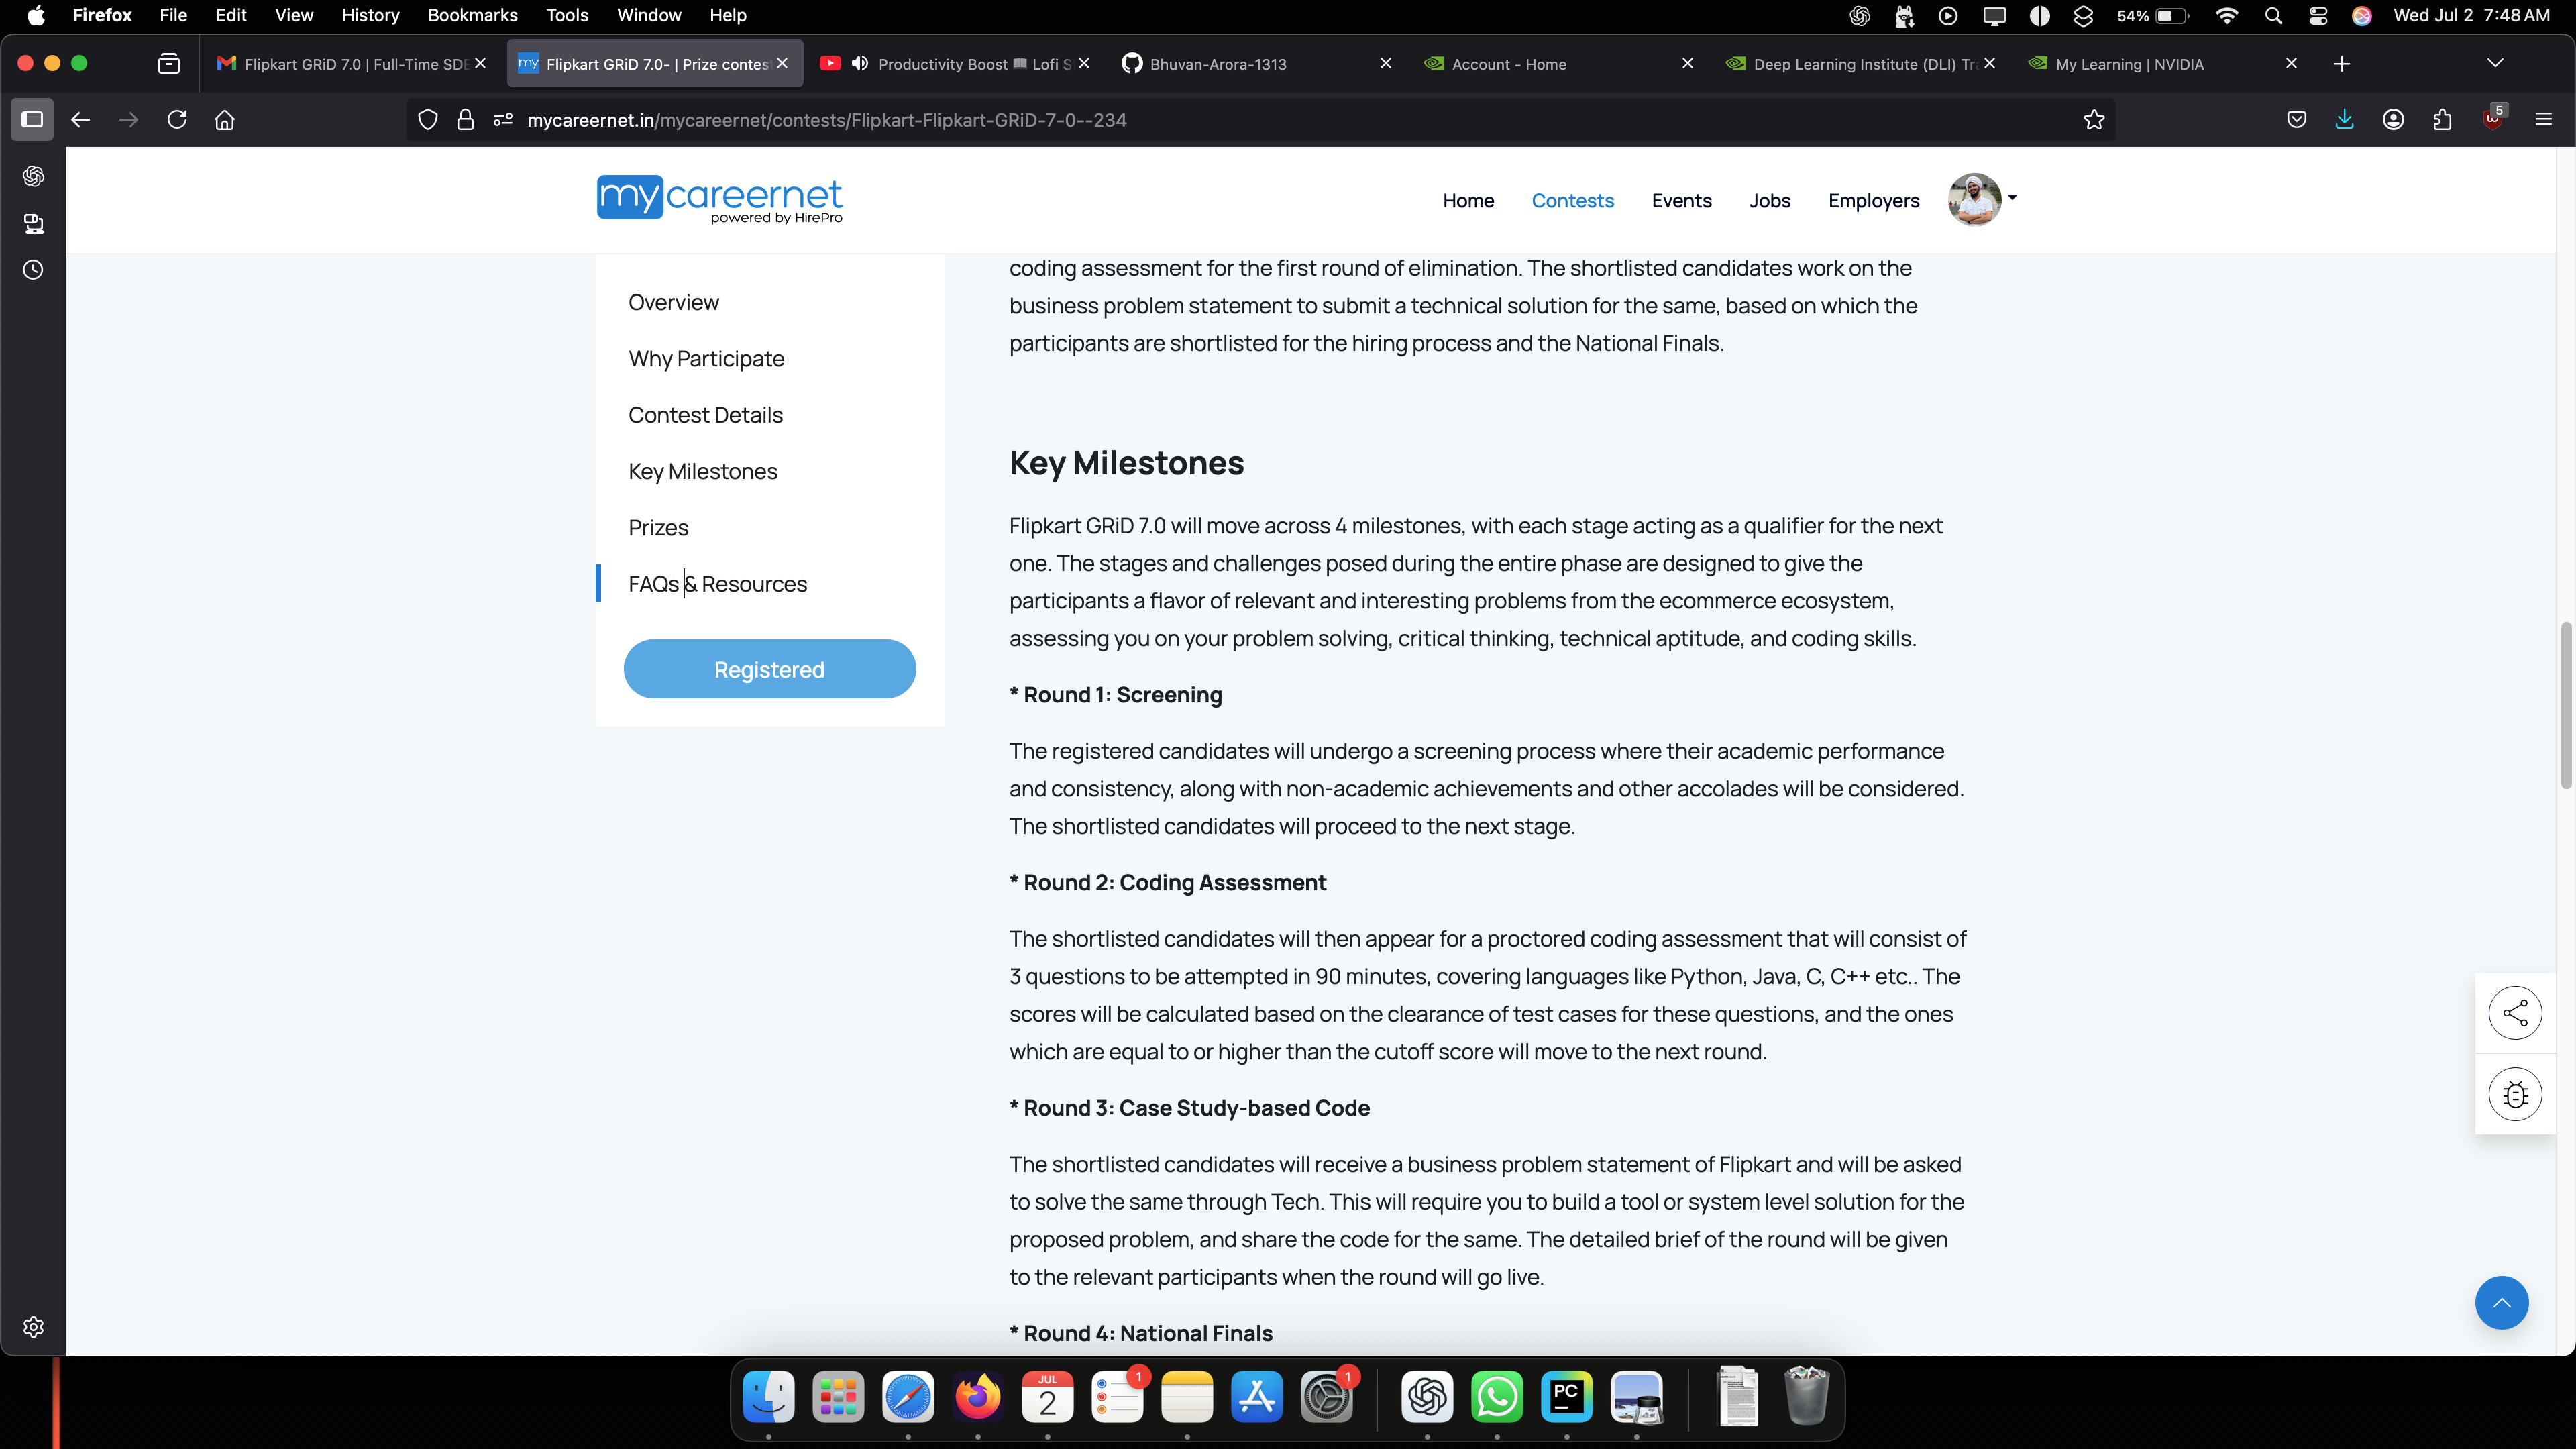 Firefox File Edit View History Bookmarks Tools Window Help 54% Wed Jul 2 7:48 AM
Flipkart GRiD 7.0 | Full-Time SDE
my Flipkart GRiD 7.0- | Prize contes
Productivity Boost 📖 Lofi S
Bhuvan-Arora-1313
Account - Home
Deep Learning Institute (DLI) Tr
My Learning | NVIDIA
mycareernet.in/mycareernet/contests/Flipkart-Flipkart-GRiD-7-0--234
5
mycareernet
powered by HirePro
Home Contests Events Jobs Employers
Overview
Why Participate
Contest Details
Key Milestones
Prizes
FAQs & Resources
Registered
coding assessment for the first round of elimination. The shortlisted candidates work on the
business problem statement to submit a technical solution for the same, based on which the
participants are shortlisted for the hiring process and the National Finals.
Key Milestones
Flipkart GRiD 7.0 will move across 4 milestones, with each stage acting as a qualifier for the next
one. The stages and challenges posed during the entire phase are designed to give the
participants a flavor of relevant and interesting problems from the ecommerce ecosystem,
assessing you on your problem solving, critical thinking, technical aptitude, and coding skills.
* Round 1: Screening
The registered candidates will undergo a screening process where their academic performance
and consistency, along with non-academic achievements and other accolades will be considered.
The shortlisted candidates will proceed to the next stage.
* Round 2: Coding Assessment
The shortlisted candidates will then appear for a proctored coding assessment that will consist of
3 questions to be attempted in 90 minutes, covering languages like Python, Java, C, C++ etc.. The
scores will be calculated based on the clearance of test cases for these questions, and the ones
which are equal to or higher than the cutoff score will move to the next round.
* Round 3: Case Study-based Code
The shortlisted candidates will receive a business problem statement of Flipkart and will be asked
to solve the same through Tech. This will require you to build a tool or system level solution for the
proposed problem, and share the code for the same. The detailed brief of the round will be given
to the relevant participants when the round will go live.
* Round 4: National Finals
JUL
2
1
1
PC